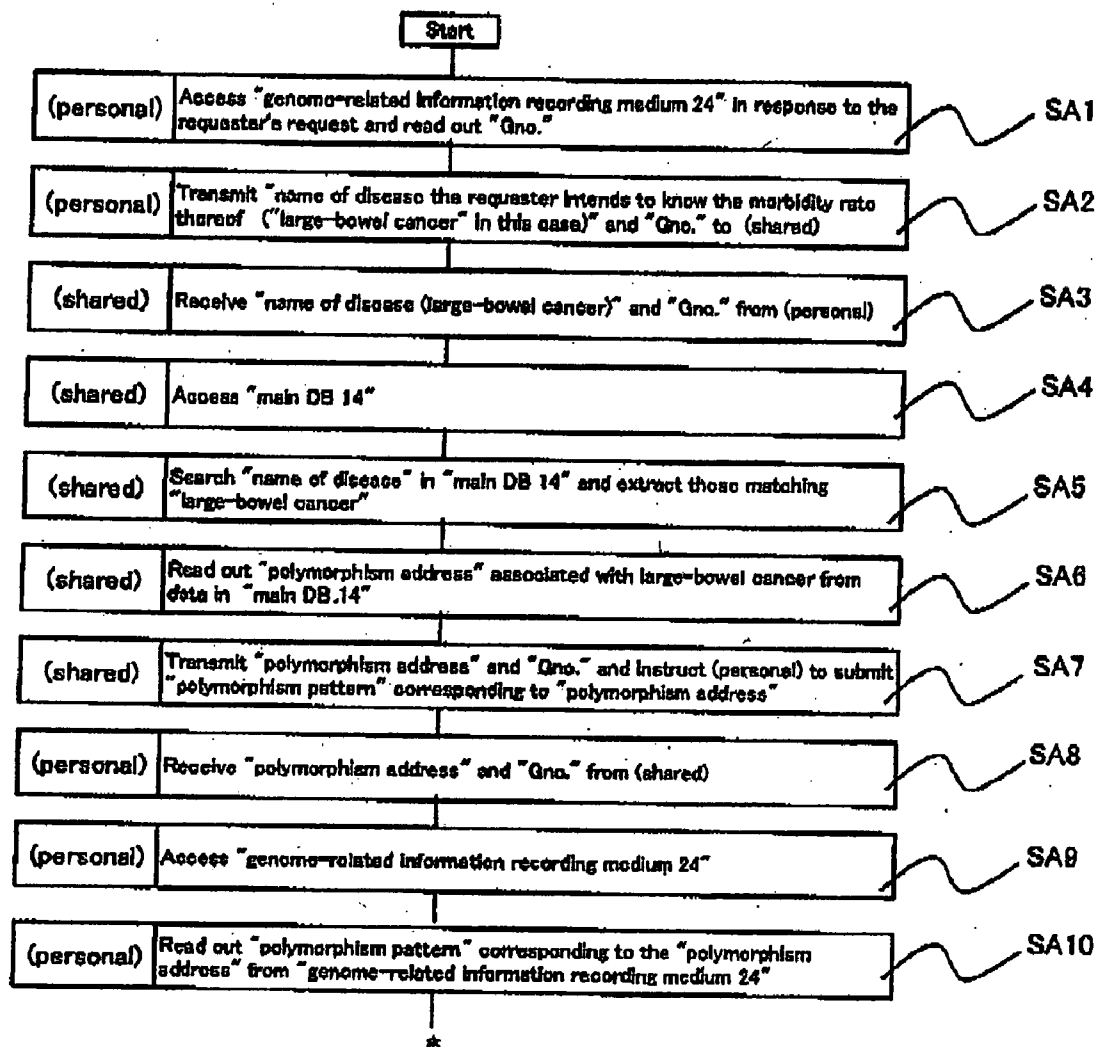 Start
(personal) Access "genome-related information recording medium 24" in response to the
requester's request and read out "Gno."
SA1
(personal) Transmit "name of disease the requester intends to know the morbidity rate
thereof ("large-bowel cancer" in this case)" and "Gno." to (shared)
SA2
(shared) Receive "name of disease (large-bowel cancer)" and "Gno." from (personal)
SA3
(shared) Access "main DB 14"
SA4
(shared) Search "name of disease" in "main DB 14" and extract those matching
"large-bowel cancer"
SA5
(shared) Read out "polymorphism address" associated with large-bowel cancer from
data in "main DB.14"
SA6
(shared) Transmit "polymorphism address" and "Gno." and instruct (personal) to submit
"polymorphism pattern" corresponding to "polymorphism address"
SA7
(personal) Receive "polymorphism address" and "Gno." from (shared)
SA8
(personal) Access "genome-related information recording medium 24"
SA9
(personal) Read out "polymorphism pattern" corresponding to the "polymorphism
address" from "genome-related information recording medium 24"
SA10
*